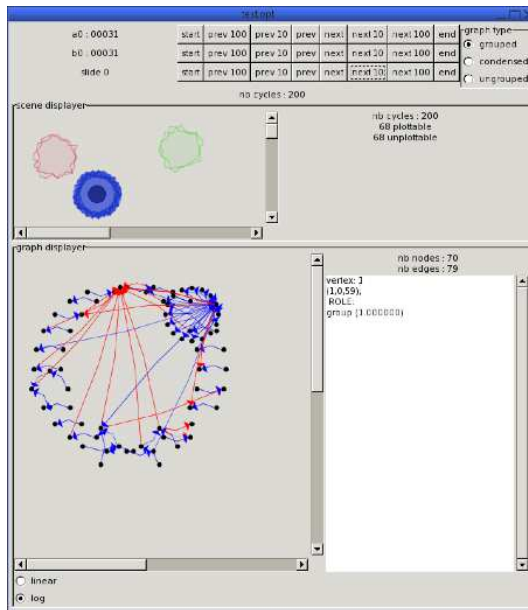 test.opt
a0 : 00031 start prev 100 prev 10 prev next next 10 next 100 end
b0 : 00031 start prev 100 prev 10 prev next next 10 next 100 end
slide 0 start prev 100 prev 10 prev next next 10 next 100 end
graph type
grouped
condensed
ungrouped
nb cycles : 200
scene displayer
nb cycles : 200
68 plottable
68 unplottable
graph displayer
nb nodes : 70
nb edges : 79
vertex: 1
(1,0,59),
ROLE:
group (1.000000)
linear
log